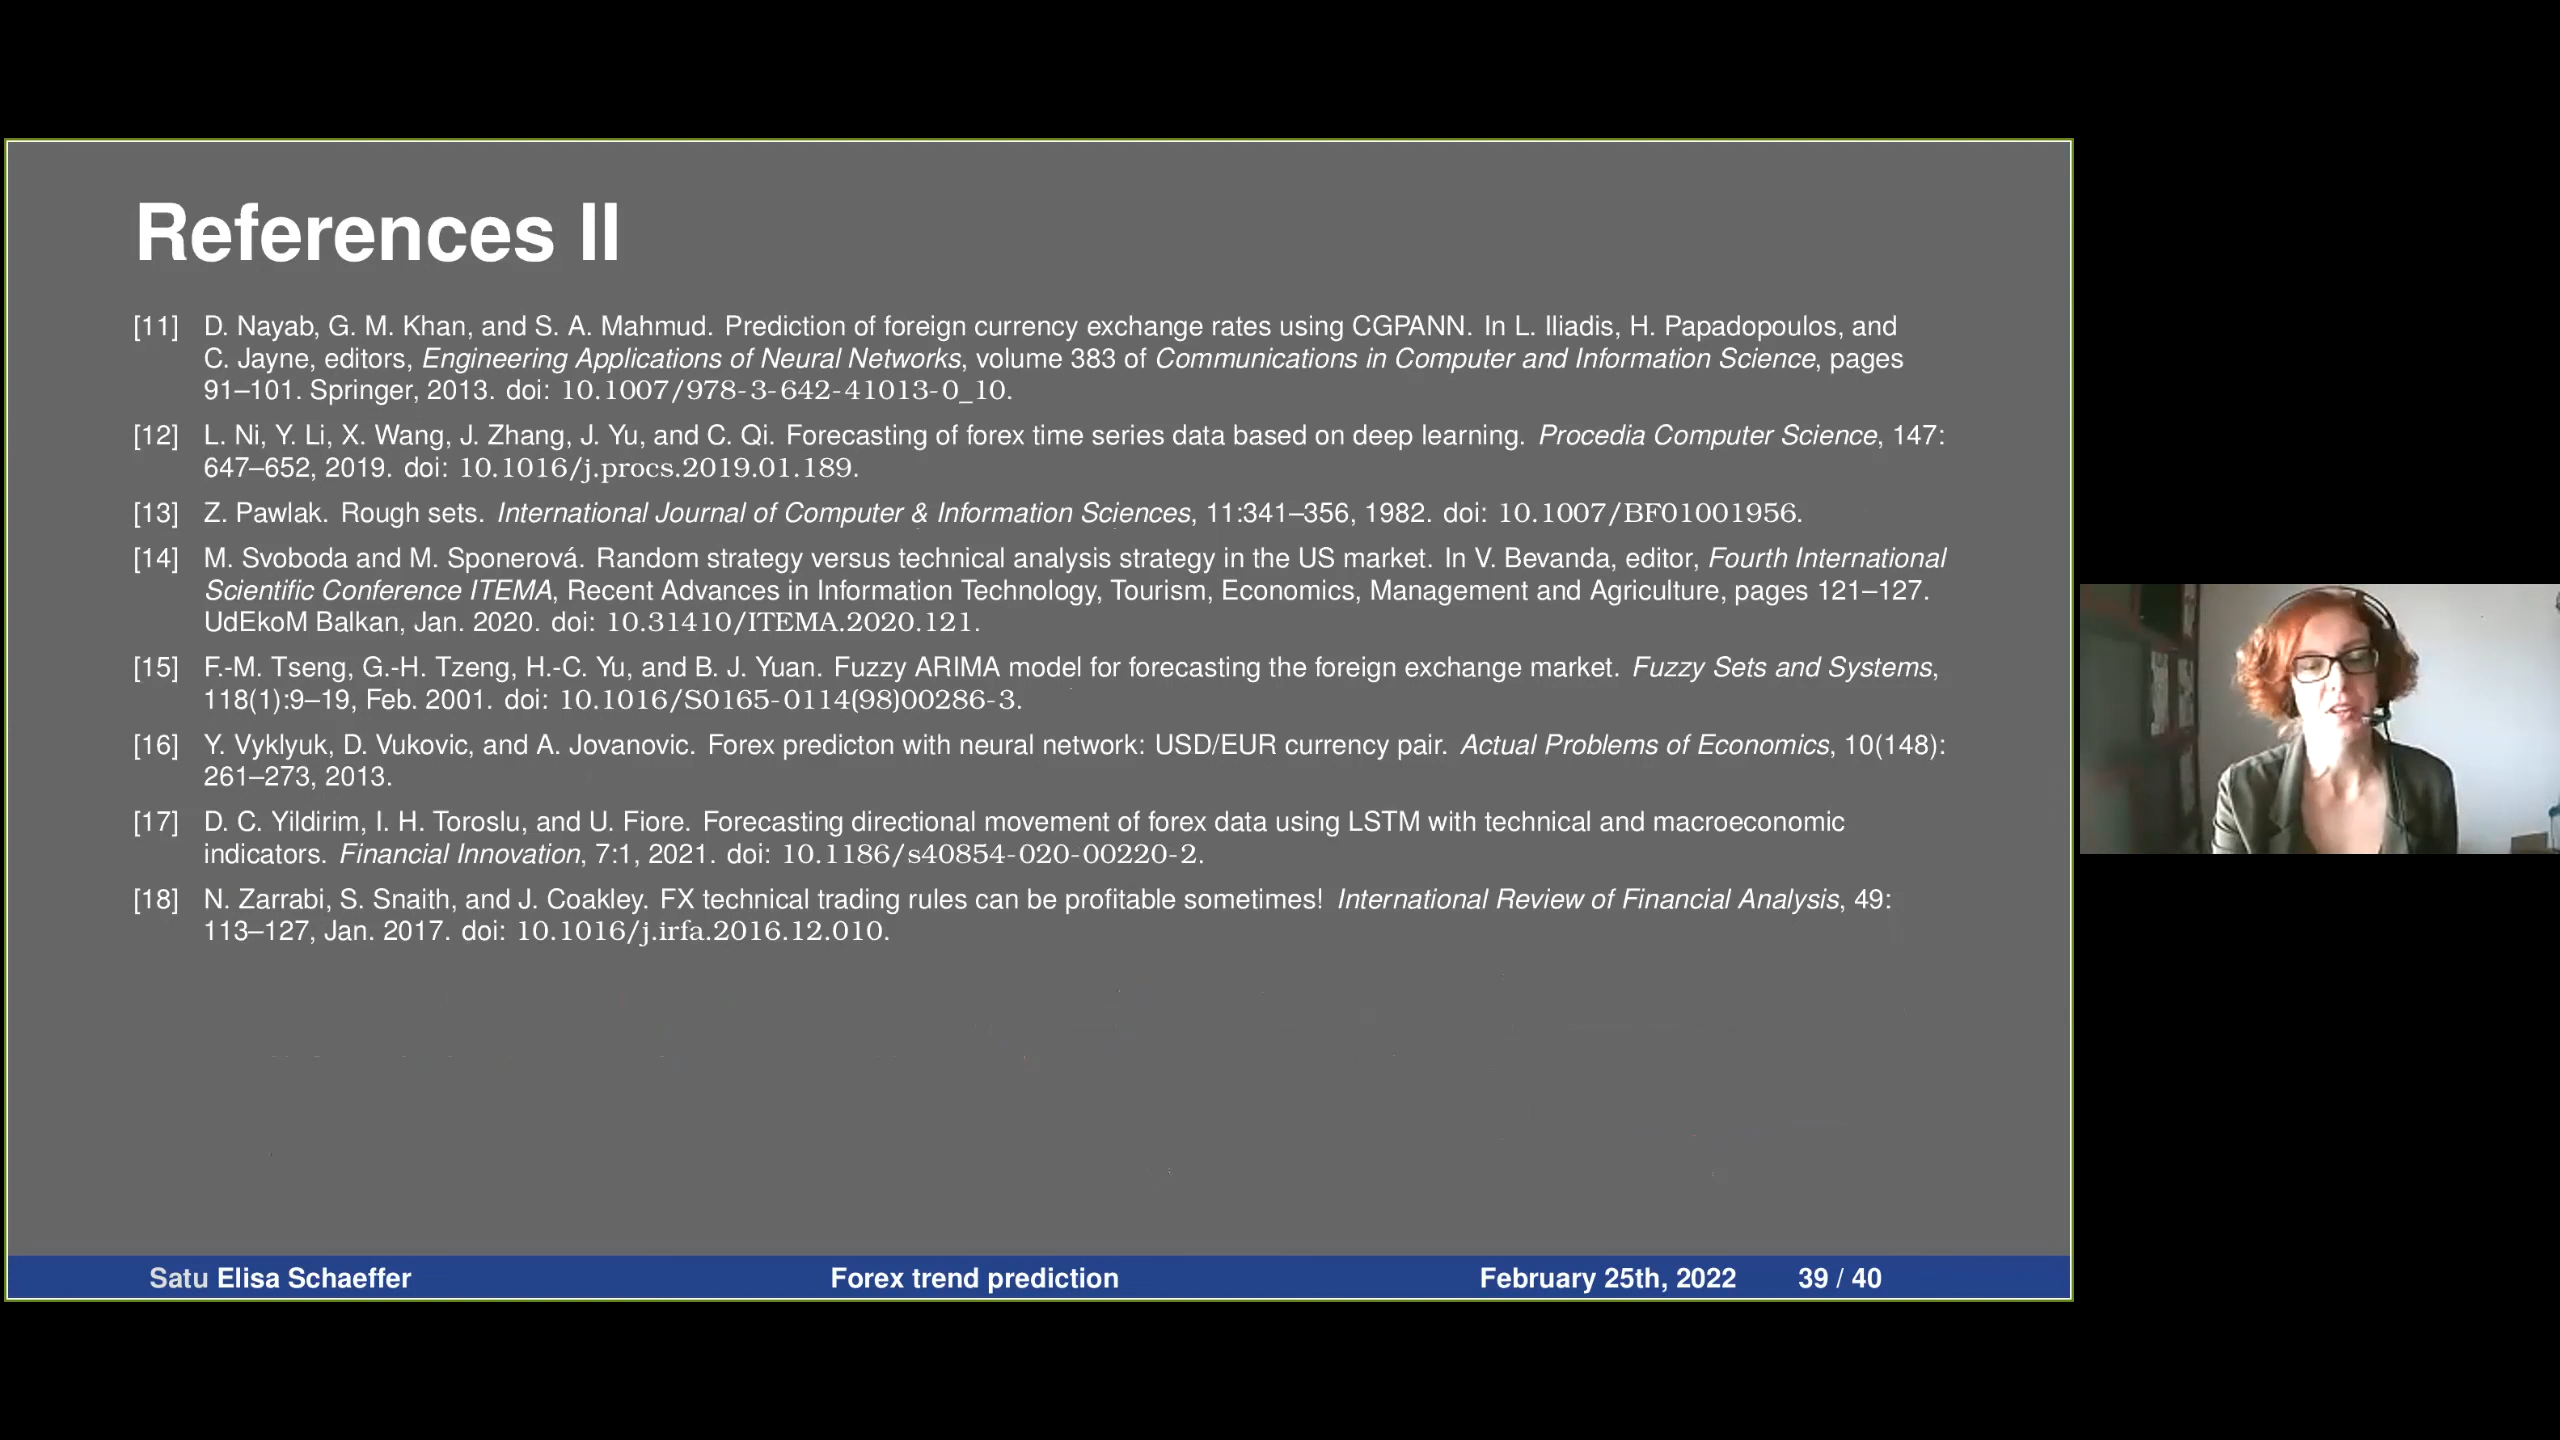 References II
[11] D. Nayab, G. M. Khan, and S. A. Mahmud. Prediction of foreign currency exchange rates using CGPANN. In L. Iliadis, H. Papadopoulos, and
C. Jayne, editors, Engineering Applications of Neural Networks, volume 383 of Communications in Computer and Information Science, pages
91–101. Springer, 2013. doi: 10.1007/978-3-642-41013-0_10.
[12] L. Ni, Y. Li, X. Wang, J. Zhang, J. Yu, and C. Qi. Forecasting of forex time series data based on deep learning. Procedia Computer Science, 147:
647–652, 2019. doi: 10.1016/j.procs.2019.01.189.
[13] Z. Pawlak. Rough sets. International Journal of Computer & Information Sciences, 11:341–356, 1982. doi: 10.1007/BF01001956.
[14] M. Svoboda and M. Sponerová. Random strategy versus technical analysis strategy in the US market. In V. Bevanda, editor, Fourth International
Scientific Conference ITEMA, Recent Advances in Information Technology, Tourism, Economics, Management and Agriculture, pages 121–127.
UdEkoM Balkan, Jan. 2020. doi: 10.31410/ITEMA.2020.121.
[15] F.-M. Tseng, G.-H. Tzeng, H.-C. Yu, and B. J. Yuan. Fuzzy ARIMA model for forecasting the foreign exchange market. Fuzzy Sets and Systems,
118(1):9–19, Feb. 2001. doi: 10.1016/S0165-0114(98)00286-3.
[16] Y. Vyklyuk, D. Vukovic, and A. Jovanovic. Forex predicton with neural network: USD/EUR currency pair. Actual Problems of Economics, 10(148):
261–273, 2013.
[17] D. C. Yildirim, I. H. Toroslu, and U. Fiore. Forecasting directional movement of forex data using LSTM with technical and macroeconomic
indicators. Financial Innovation, 7:1, 2021. doi: 10.1186/s40854-020-00220-2.
[18] N. Zarrabi, S. Snaith, and J. Coakley. FX technical trading rules can be profitable sometimes! International Review of Financial Analysis, 49:
113–127, Jan. 2017. doi: 10.1016/j.irfa.2016.12.010.
Satu Elisa Schaeffer Forex trend prediction February 25th, 2022 39 / 40